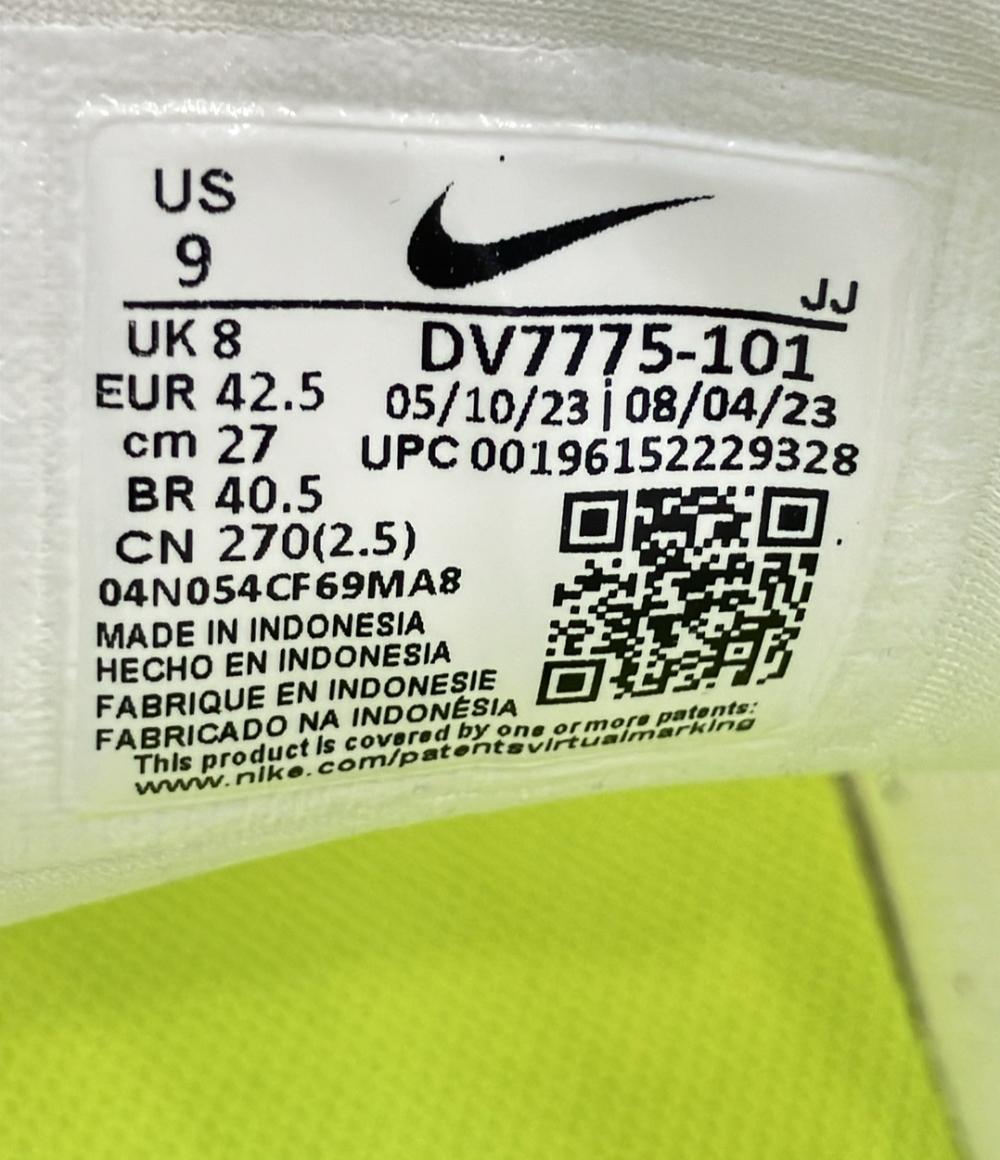 US
9
JJ
UK 8
EUR 42.5
cm 27
BR 40.5
CN 270(2.5)
DV7775-101
05/10/23 | 08/04/23
UPC 00196152229328
04N054CF69MA8
MADE IN INDONESIA
HECHO EN INDONESIA
FABRIQUE EN INDONESIE
FABRICADO NA INDONÉSIA
This product is covered by one or more patents:
www.nike.com/patentsvirtualmarking